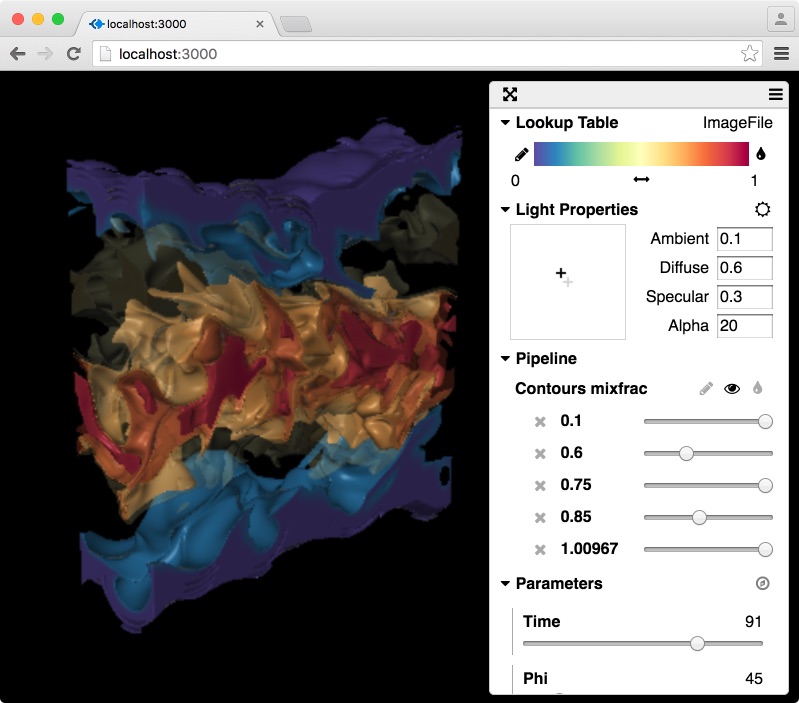 localhost:3000
localhost:3000
Lookup Table ImageFile
0 1
Light Properties
Ambient 0.1
Diffuse 0.6
Specular 0.3
Alpha 20
Pipeline
Contours mixfrac
0.1
0.6
0.75
0.85
1.00967
Parameters
Time 91
Phi 45